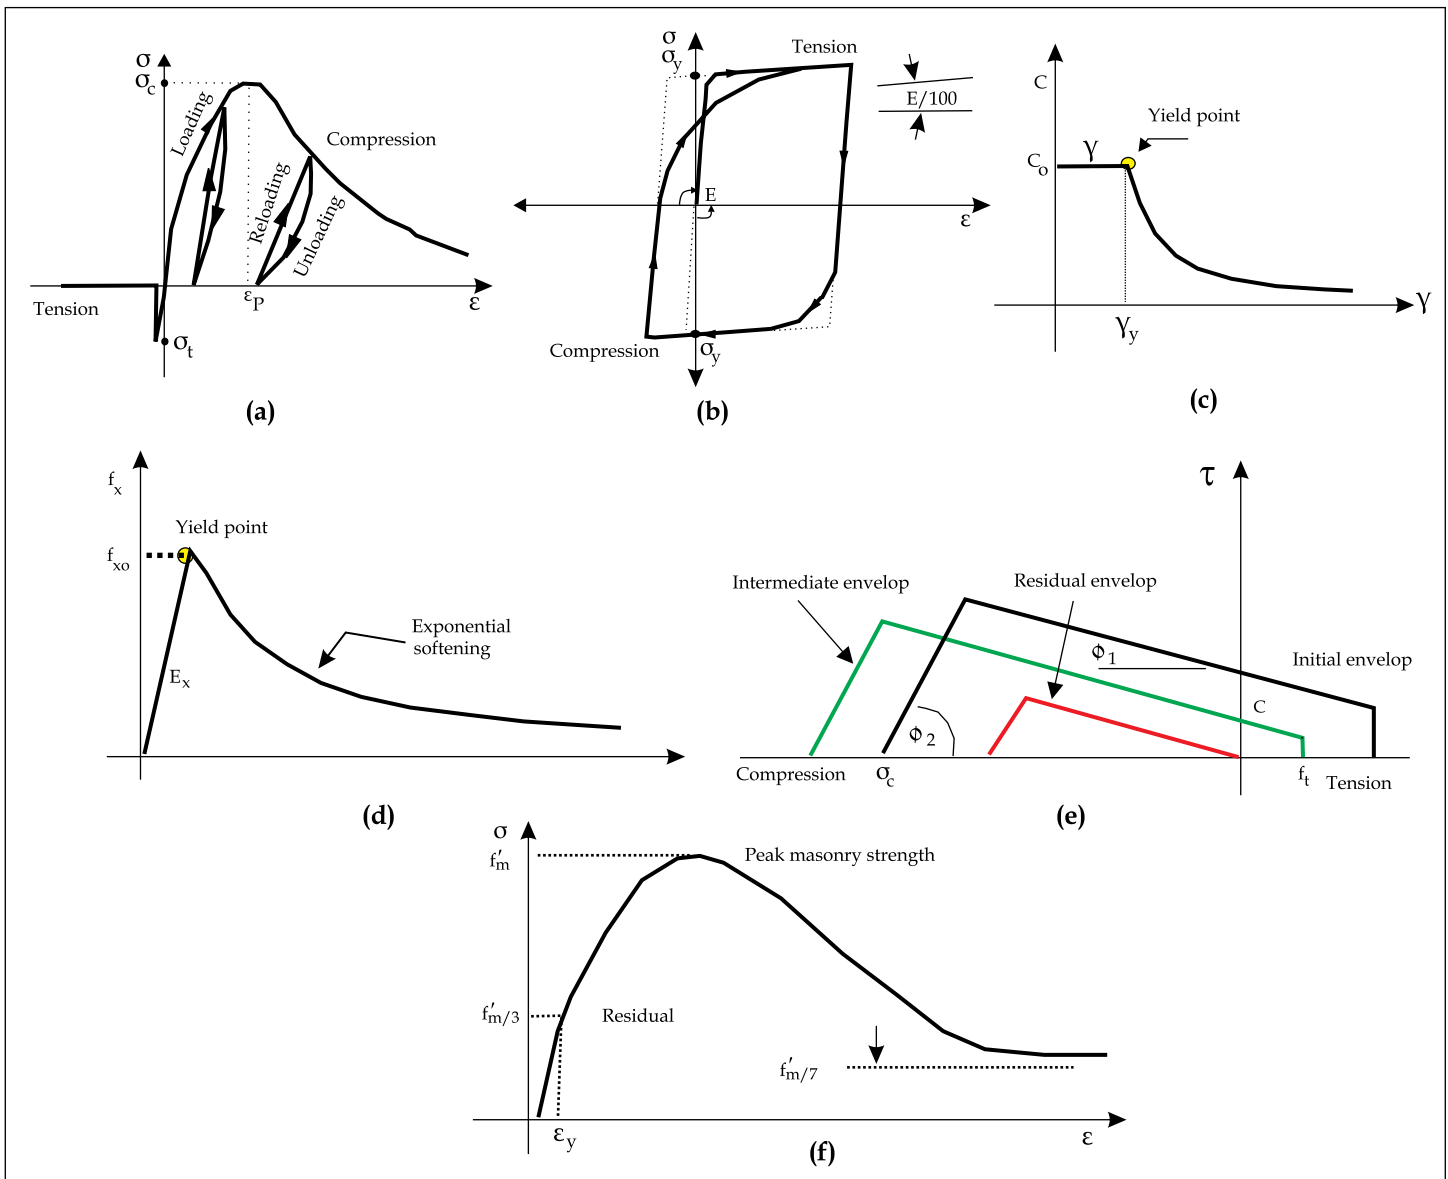 σ
σc
Loading
Compression
Reloading
Unloading
Tension
εP
ε
σt
(a)
σ
σy
Tension
E/100
E
ε
Compression
σy
(b)
C
Yield point
Co
γ
γ
γy
(c)
fx
Yield point
fxo
Exponential
softening
Ex
(d)
τ
Intermediate envelop
Residual envelop
ϕ1
Initial envelop
C
ϕ2
Compression
σc
ft
Tension
(e)
σ
f′m
Peak masonry strength
f′m/3
Residual
f′m/7
εy
ε
(f)